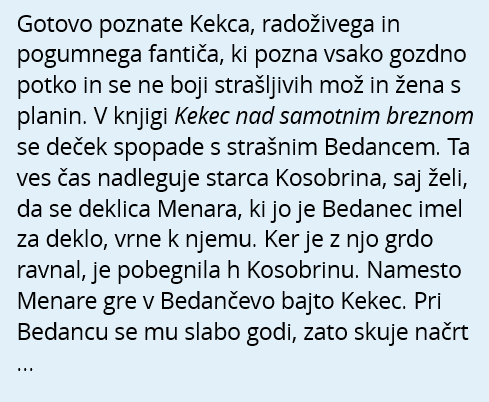 Gotovo poznate Kekca, radoživega in
pogumnega fantiča, ki pozna vsako gozdno
potko in se ne boji strašljivih mož in žena s
planin. V knjigi Kekec nad samotnim breznom
se deček spopade s strašnim Bedancem. Ta
ves čas nadleguje starca Kosobrina, saj želi,
da se deklica Menara, ki jo je Bedanec imel
za deklo, vrne k njemu. Ker je z njo grdo
ravnal, je pobegnila h Kosobrinu. Namesto
Menare gre v Bedančevo bajto Kekec. Pri
Bedancu se mu slabo godi, zato skuje načrt
...